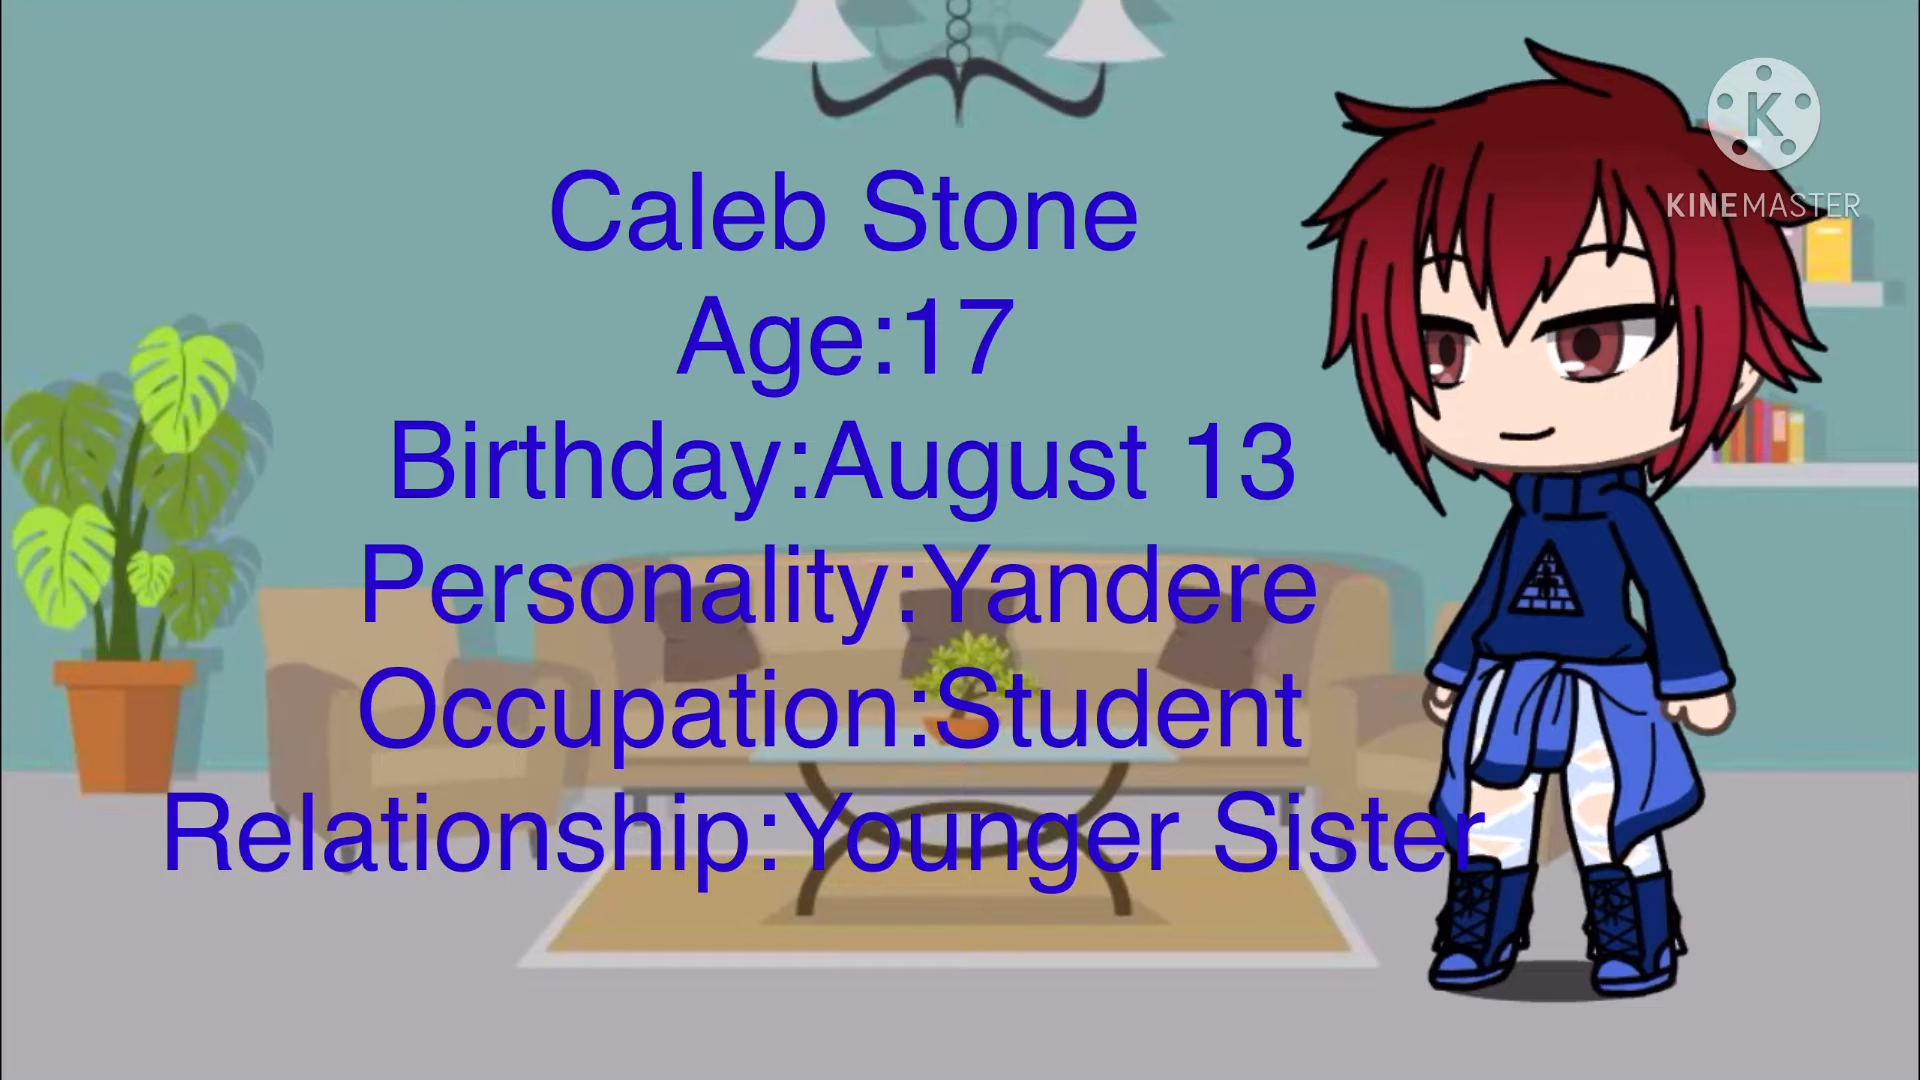 Caleb Stone
Age:17
Birthday:August 13
Personality:Yandere
Occupation:Student
Relationship:Younger Sister
K
KINEMASTER